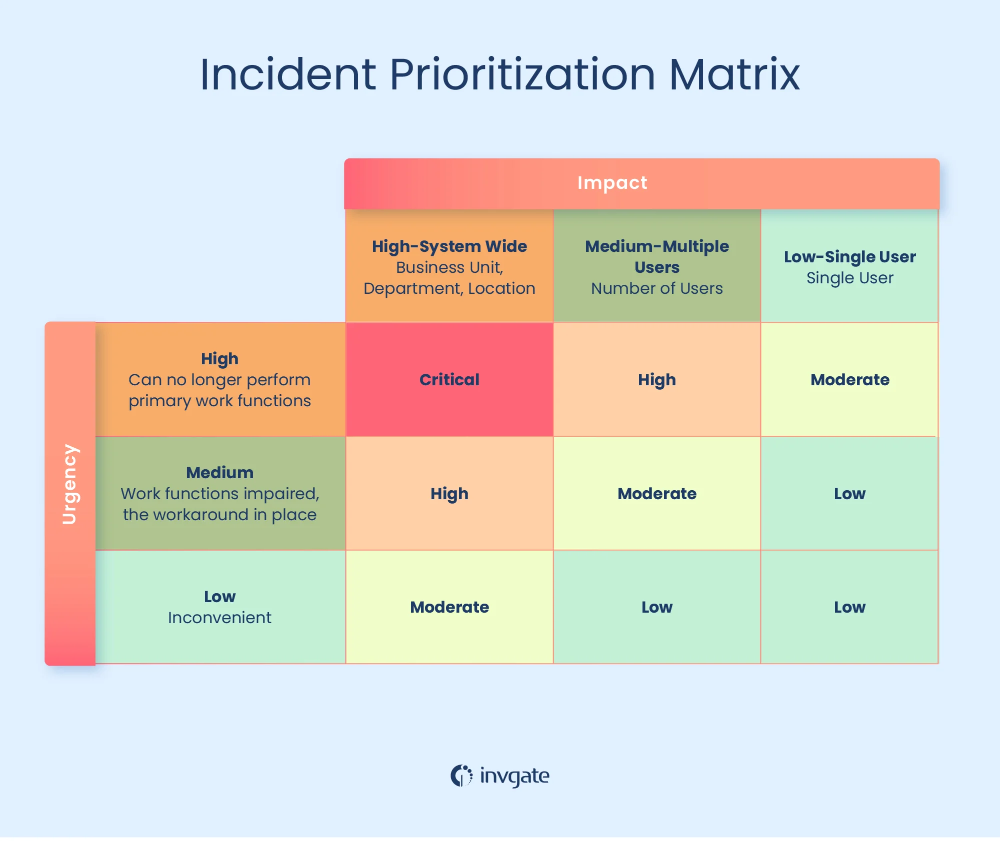 Incident Prioritization Matrix
Impact
High-System Wide
Business Unit,
Department, Location
Medium-Multiple
Users
Number of Users
Low-Single User
Single User
Urgency
High
Can no longer perform
primary work functions
Critical
High
Moderate
Medium
Work functions impaired,
the workaround in place
High
Moderate
Low
Low
Inconvenient
Moderate
Low
Low
invgate